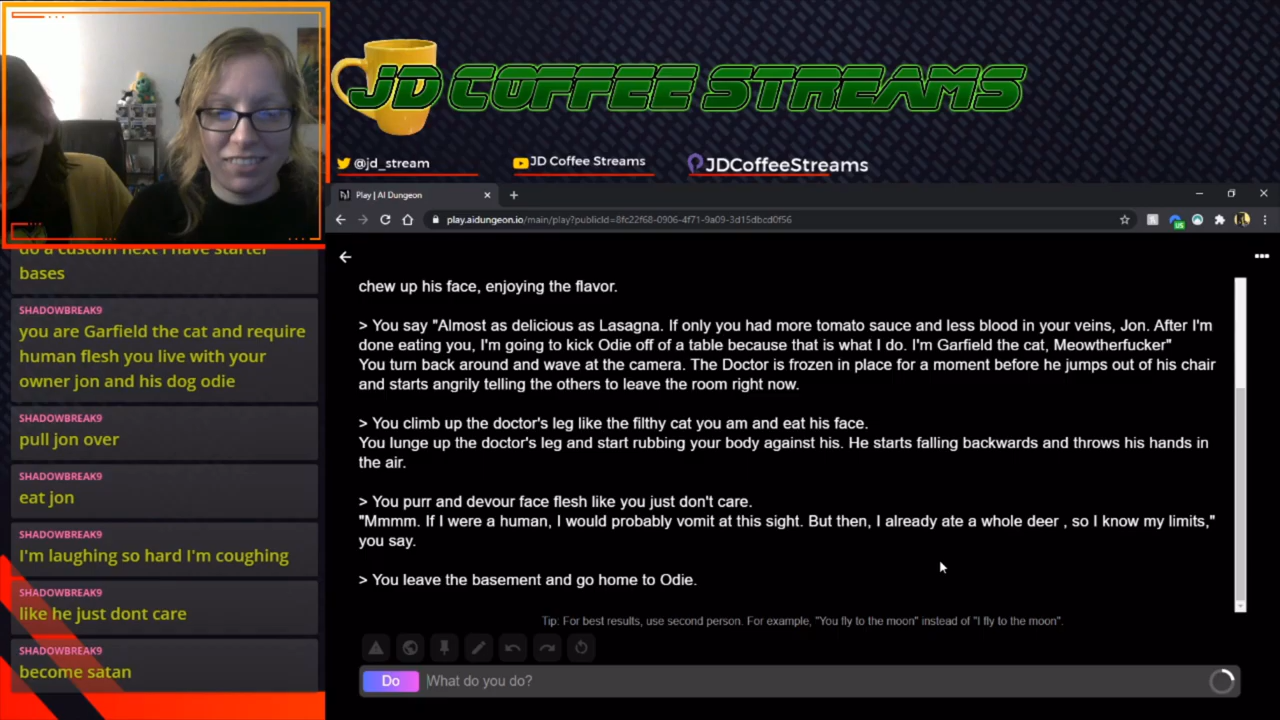 JD COFFEE STREAMS
@jd_stream
JD Coffee Streams
JDCoffeeStreams
Play | AI Dungeon
play.aidungeon.io/main/play?publicId=8fc22f68-0906-4f71-9a09-3d15dbcd0f56
US
do a custom next I have starter
bases
SHADOWBREAK9
you are Garfield the cat and require
human flesh you live with your
owner jon and his dog odie
SHADOWBREAK9
pull jon over
SHADOWBREAK9
eat jon
SHADOWBREAK9
I'm laughing so hard I'm coughing
SHADOWBREAK9
like he just dont care
SHADOWBREAK9
become satan
chew up his face, enjoying the flavor.
> You say "Almost as delicious as Lasagna. If only you had more tomato sauce and less blood in your veins, Jon. After I'm
done eating you, I'm going to kick Odie off of a table because that is what I do. I'm Garfield the cat, Meowtherfucker"
You turn back around and wave at the camera. The Doctor is frozen in place for a moment before he jumps out of his chair
and starts angrily telling the others to leave the room right now.
> You climb up the doctor's leg like the filthy cat you am and eat his face.
You lunge up the doctor's leg and start rubbing your body against his. He starts falling backwards and throws his hands in
the air.
> You purr and devour face flesh like you just don't care.
"Mmmm. If I were a human, I would probably vomit at this sight. But then, I already ate a whole deer , so I know my limits,"
you say.
> You leave the basement and go home to Odie.
Tip: For best results, use second person. For example, "You fly to the moon" instead of "I fly to the moon".
Do
What do you do?